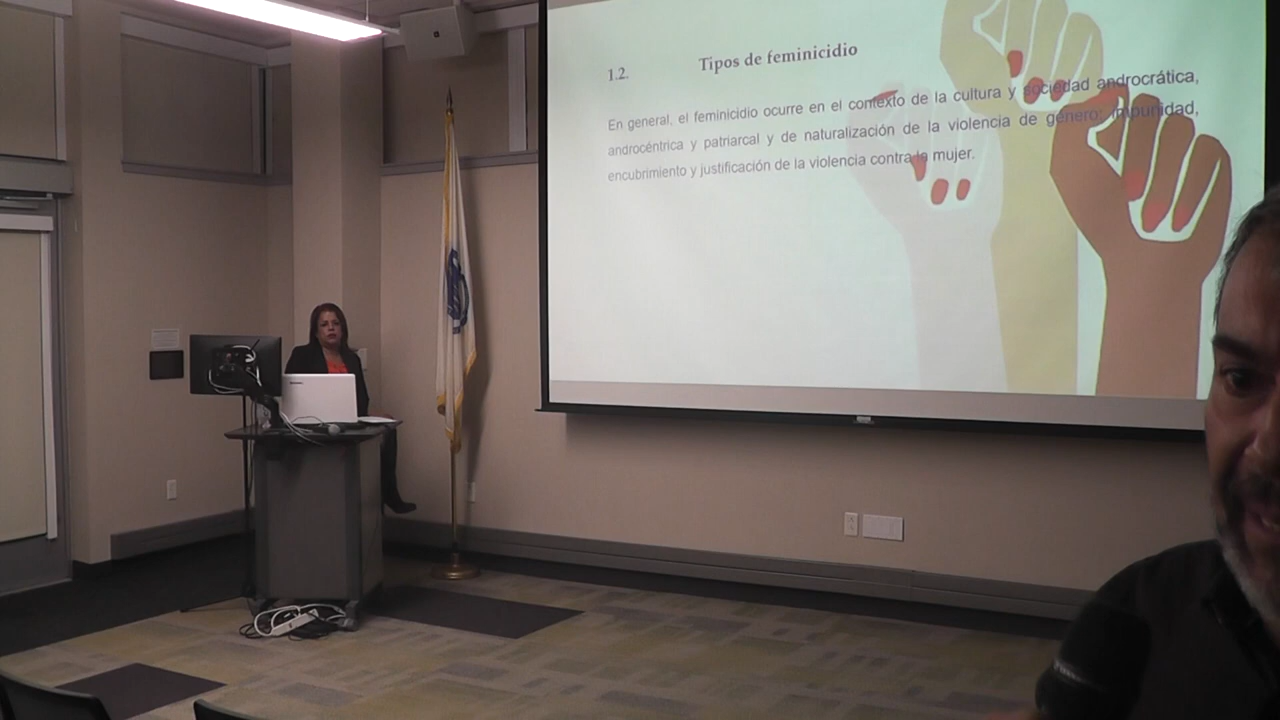 1.2. Tipos de feminicidio
En general, el feminicidio ocurre en el contexto de la cultura y sociedad androcrática,
androcéntrica y patriarcal y de naturalización de la violencia de género; impunidad,
encubrimiento y justificación de la violencia contra la mujer.